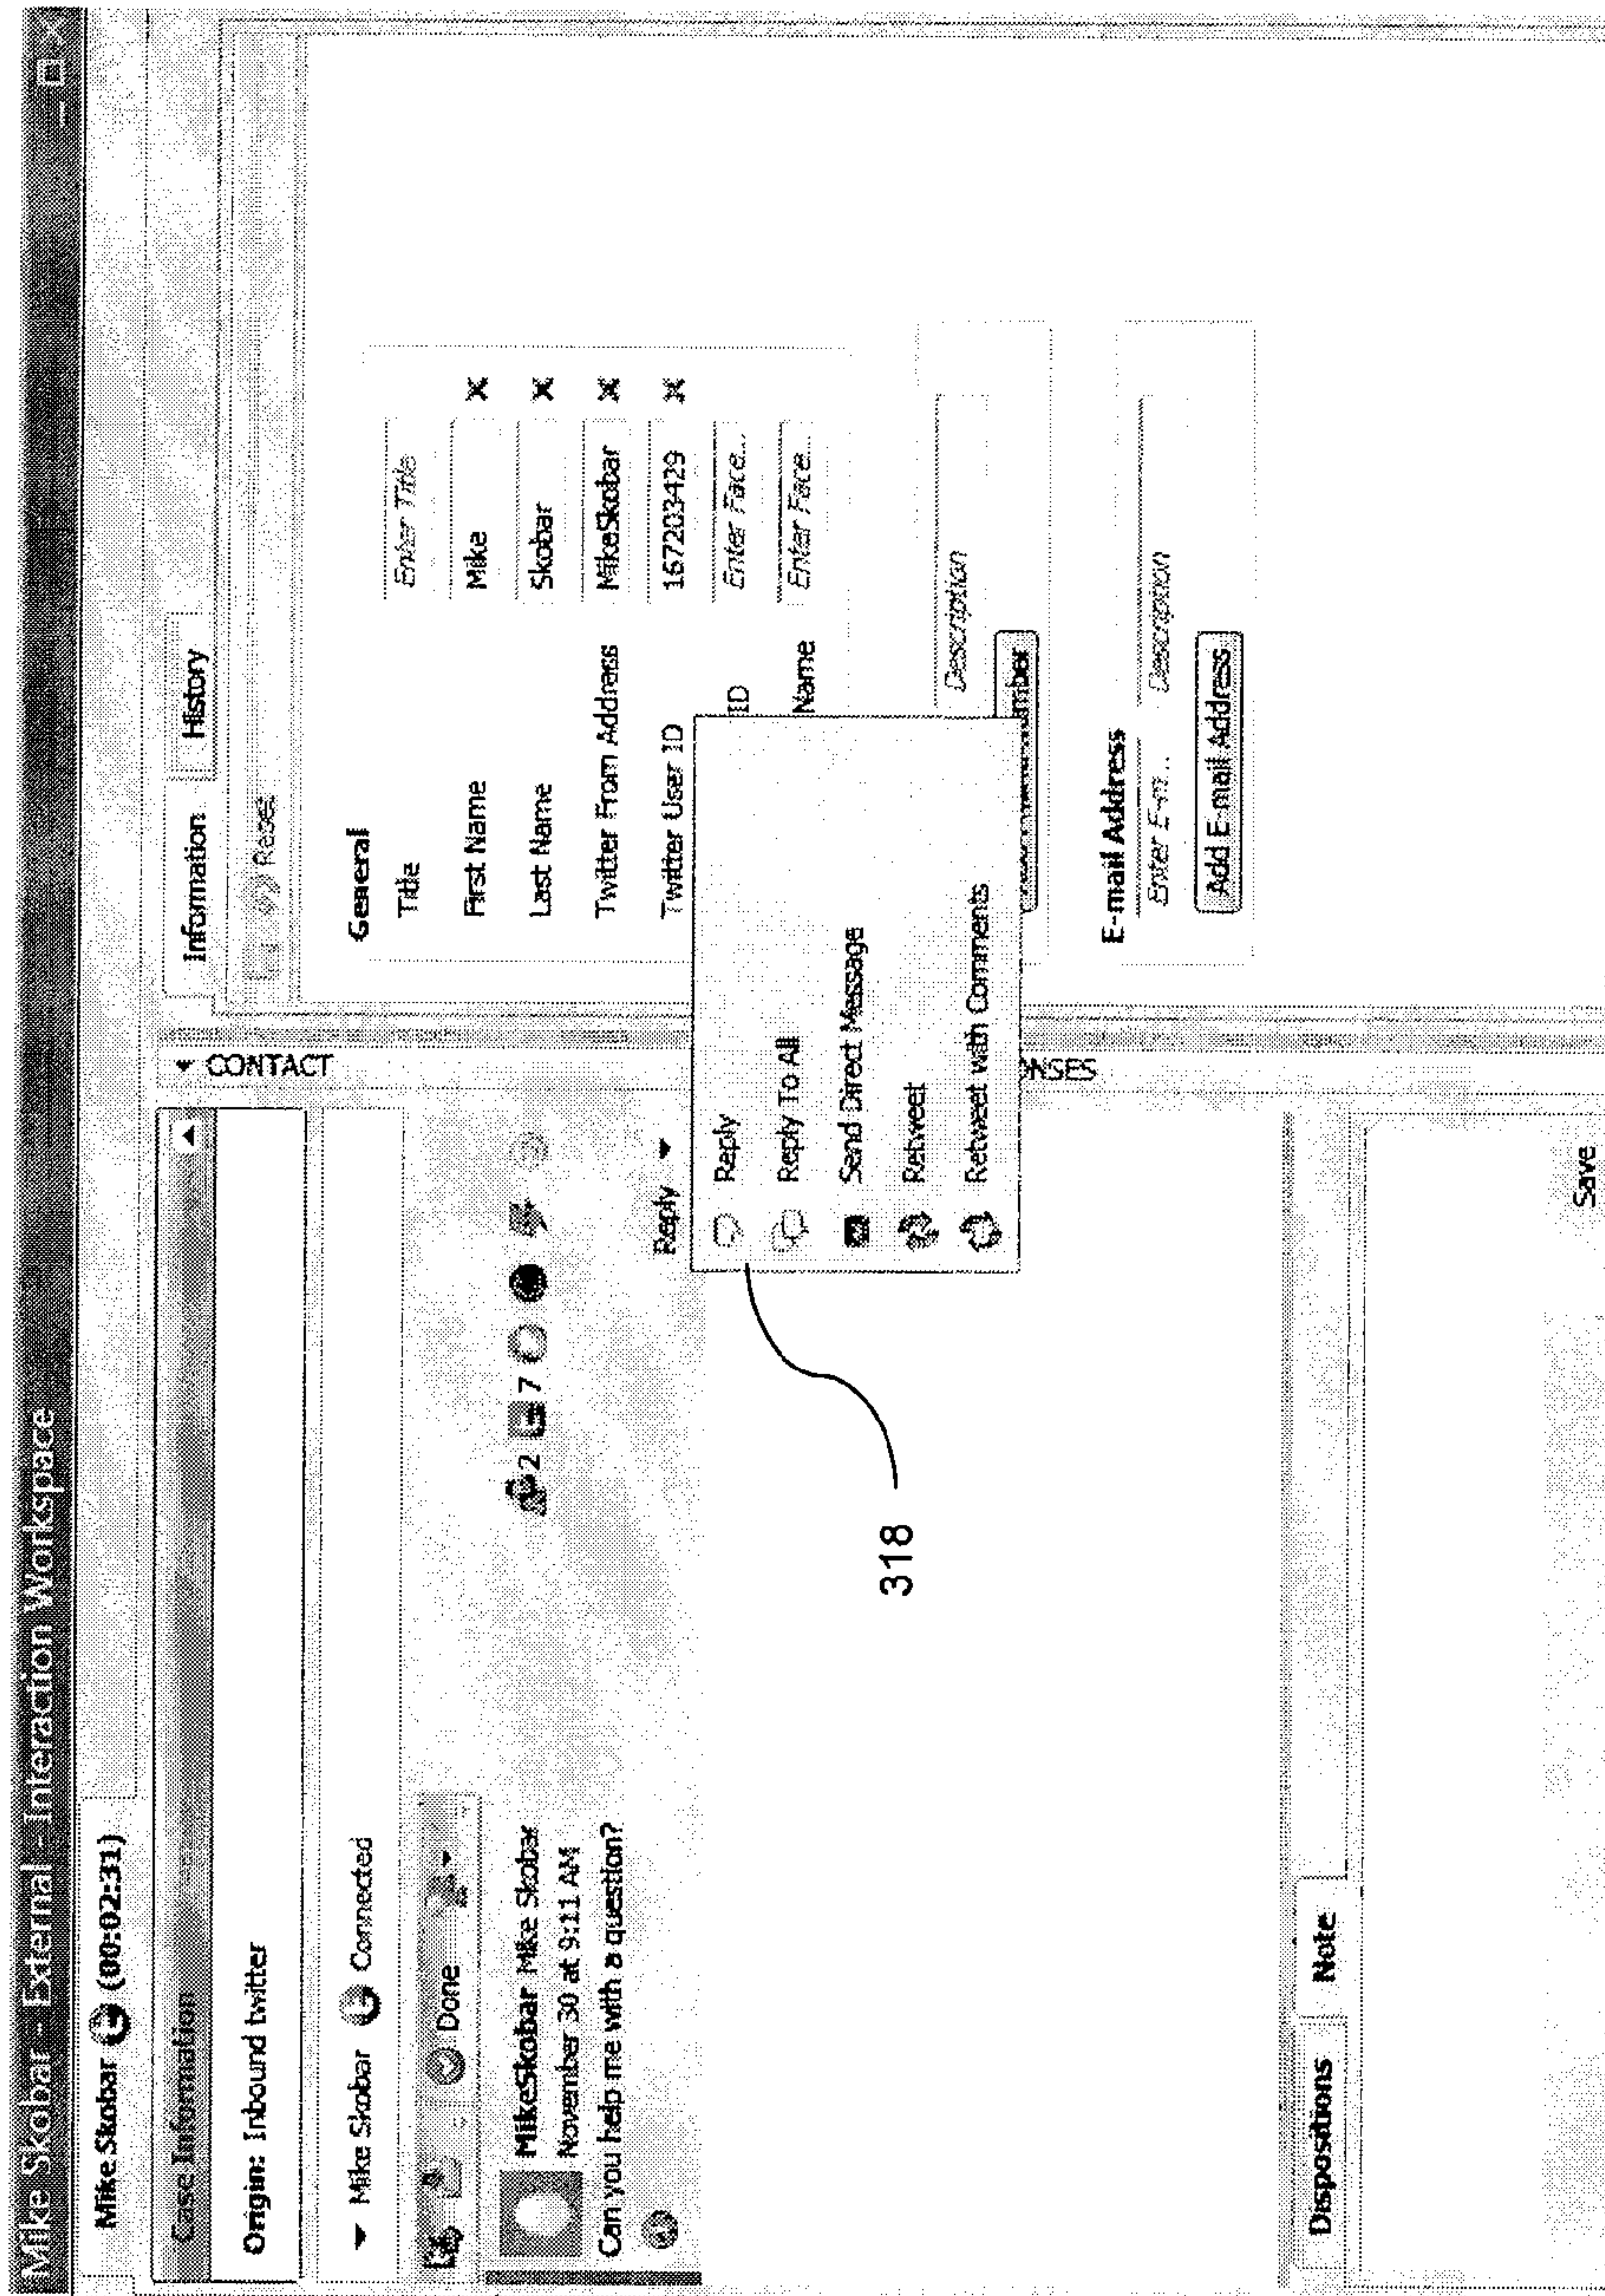 Mike Skobar - External - Interaction Workspace
Mike Skobar (00:02:31)
Case Information
Origin: Inbound twitter
Mike Skobar Connected
Done
MikeSkobar Mike Skobar
November 30 at 9:11 AM
2 7
Can you help me with a question?
Reply
Reply
Reply To All
Send Direct Message
Retweet
Retweet with Comments
318
Dispositions
Note
Save
CONTACT
ONSES
Information
History
Reset
General
Title
Enter Title
First Name
Mike
Last Name
Skobar
Twitter From Address
MikeSkobar
Twitter User ID
167203429
ID
Enter Face...
Name
Enter Face...
Description
mber
E-mail Address
Enter E-m...
Description
Add E-mail Address